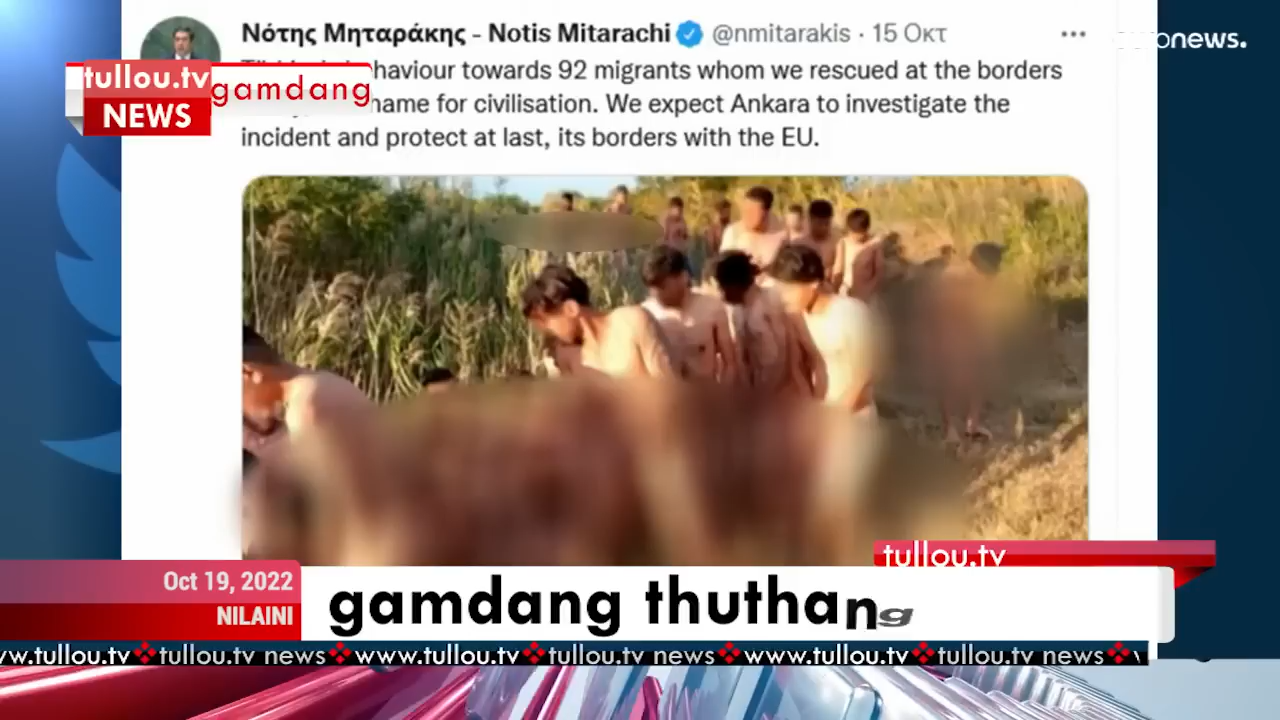 Νότης Μηταράκης - Notis Mitarachi @nmitarakis · 15 Οκτ
euronews.
behaviour towards 92 migrants whom we rescued at the borders
for civilisation. We expect Ankara to investigate the
incident and protect at last, its borders with the EU.
tullou.tv
NEWS
gamdang
tullou.tv
Oct 19, 2022
NILAINI
gamdang thuthang
www.tullou.tv tullou.tv news www.tullou.tv tullou.tv news www.tullou.tv tullou.tv news